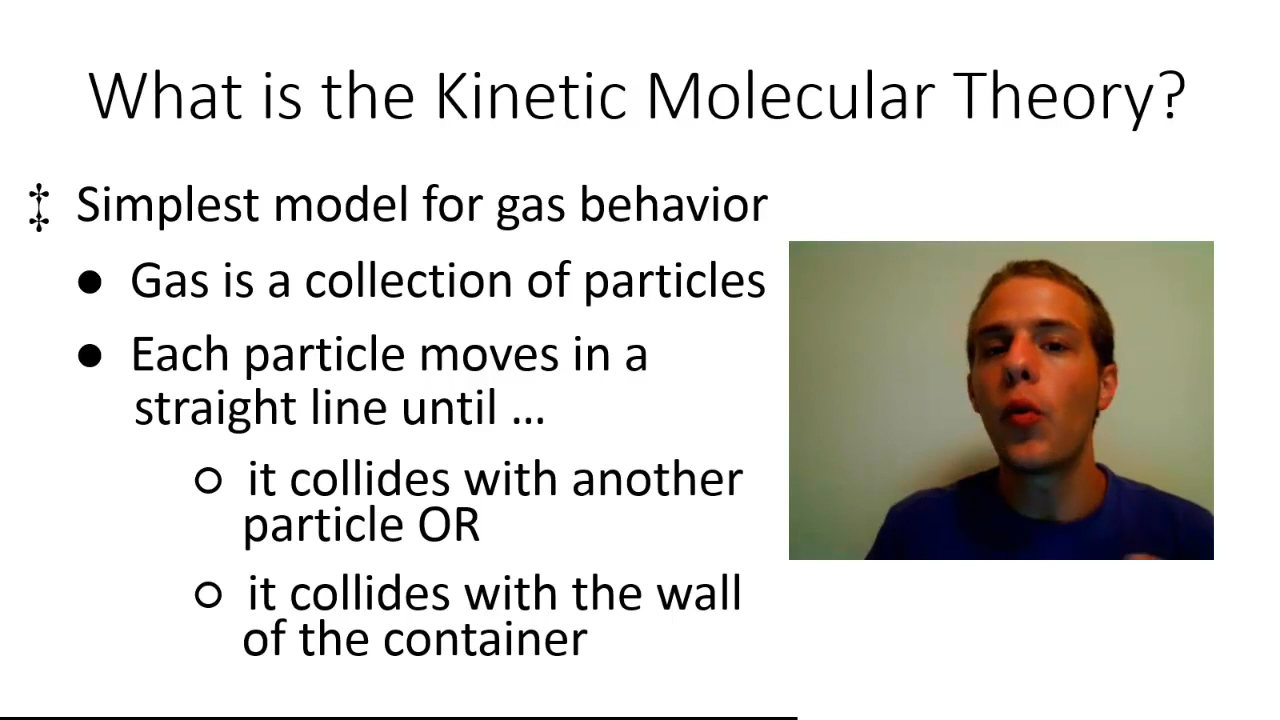 What is the Kinetic Molecular Theory?
‡ Simplest model for gas behavior
● Gas is a collection of particles
● Each particle moves in a
straight line until ...
○ it collides with another
particle OR
○ it collides with the wall
of the container